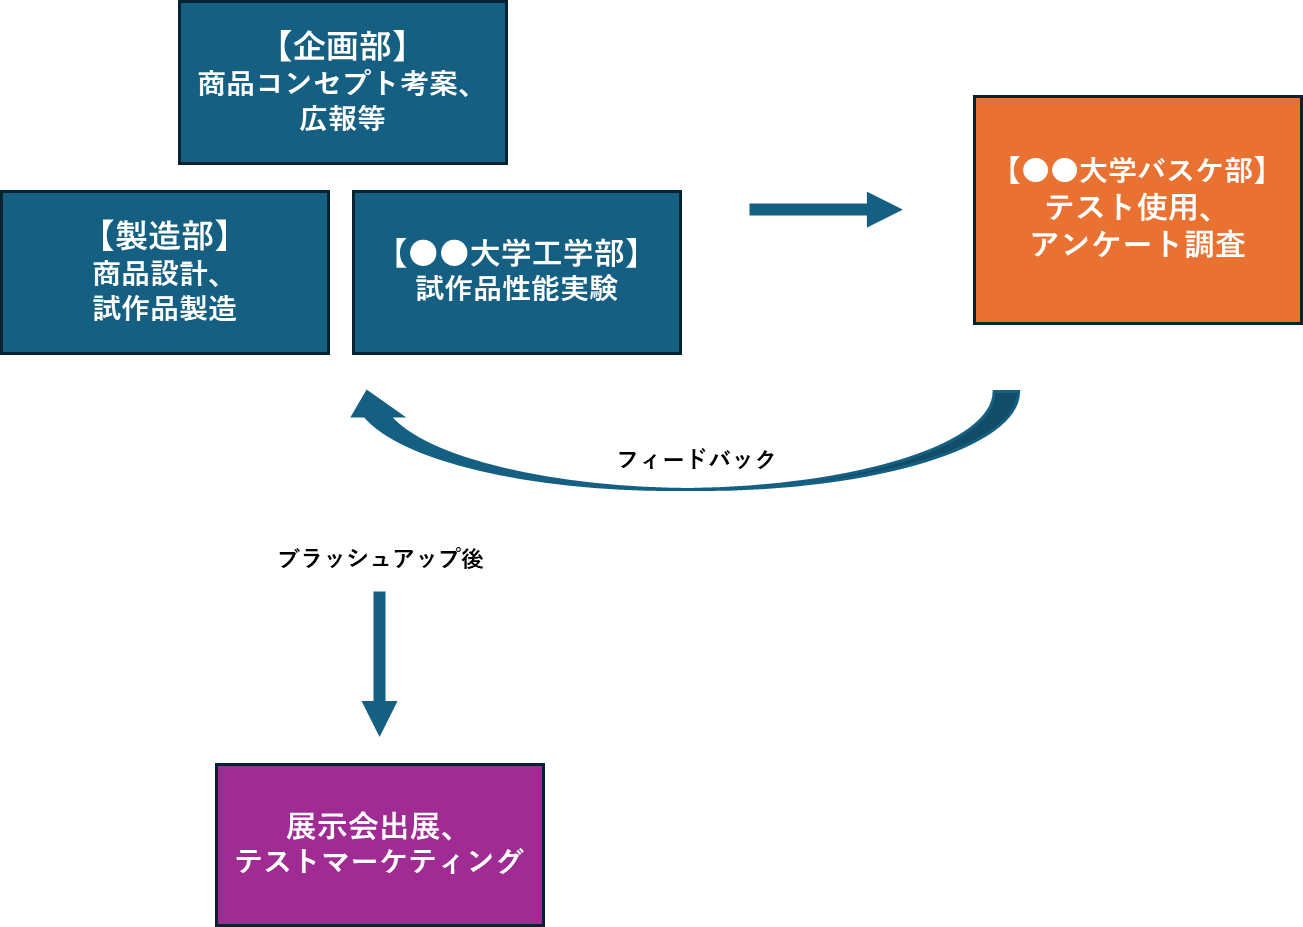 【企画部】
商品コンセプト考案、
広報等
【製造部】
商品設計、
試作品製造
【●●大学工学部】
試作品性能実験
【●●大学バスケ部】
テスト使用、
アンケート調査
フィードバック
ブラッシュアップ後
展示会出展、
テストマーケティング